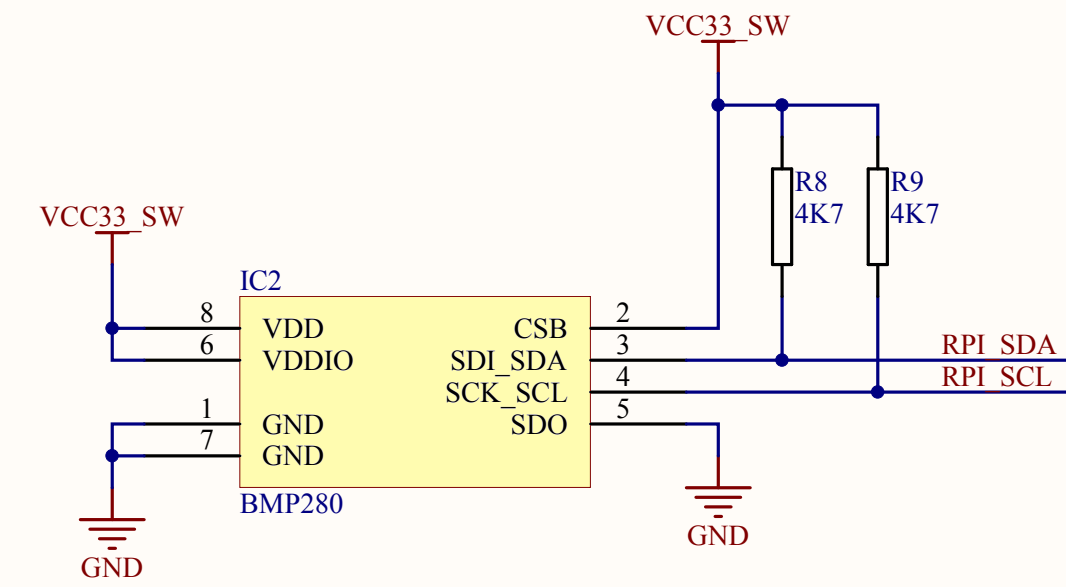 VCC33_SW
R8
4K7
R9
4K7
VCC33_SW
IC2
8
VDD
CSB
2
6
VDDIO
SDI_SDA
3
RPI_SDA
SCK_SCL
4
RPI_SCL
1
GND
SDO
5
7
GND
BMP280
GND
GND